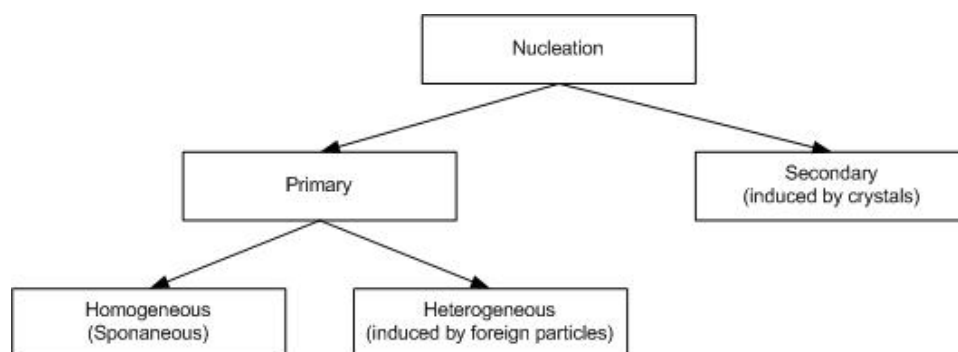 Nucleation
Primary
Secondary
(induced by crystals)
Homogeneous
(Sponaneous)
Heterogeneous
(induced by foreign particles)